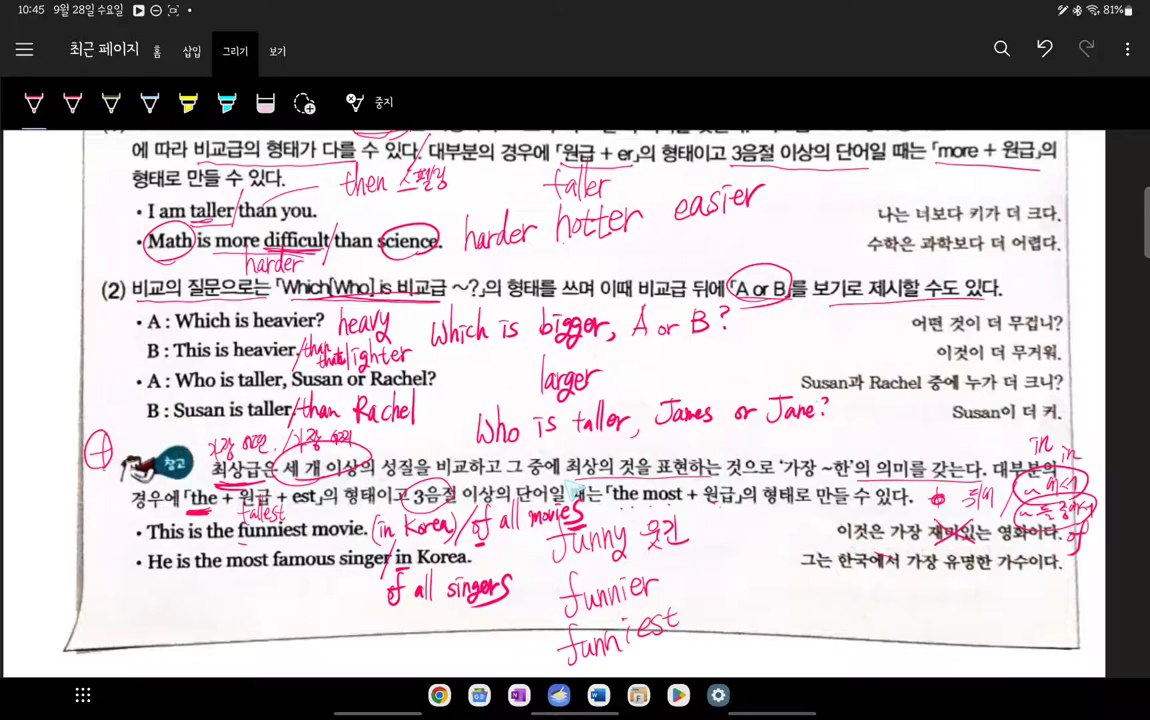 10:45 9월 28일 수요일 81%
최근 페이지 홈 삽입 그리기 보기
중지
에 따라 비교급의 형태가 다를 수 있다. 대부분의 경우에 「원급 + er」의 형태이고 3음절 이상의 단어일 때는 「more + 원급」의
형태로 만들 수 있다. then 스펠링 taller
• I am taller than you. 나는 너보다 키가 더 크다.
harder hotter easier
• Math is more difficult than science. 수학은 과학보다 더 어렵다.
harder
(2) 비교의 질문으로는 「Which[Who] is 비교급 ~?」의 형태를 쓰며 이때 비교급 뒤에 「A or B」를 보기로 제시할 수도 있다.
• A : Which is heavier? heavy 어떤 것이 더 무겁니?
which is bigger, A or B?
B : This is heavier. than that lighter 이것이 더 무거워.
• A : Who is taller, Susan or Rachel? larger Susan과 Rachel 중에 누가 더 크니?
B : Susan is taller. than Rachel Susan이 더 커.
Who is taller, James or Jane?
in in
참고 최상급은 세 개 이상의 성질을 비교하고 그 중에 최상의 것을 표현하는 것으로 '가장 ~한'의 의미를 갖는다. 대부분의
경우에 「the + 원급 + est」의 형태이고 3음절 이상의 단어일 때는 「the most + 원급」의 형태로 만들 수 있다.
tallest
• This is the funniest movie. (in Korea) / of all movies 이것은 가장 재미있는 영화이다.
funny 웃긴 of
• He is the most famous singer in Korea. 그는 한국에서 가장 유명한 가수이다.
of all singers
funnier
funniest